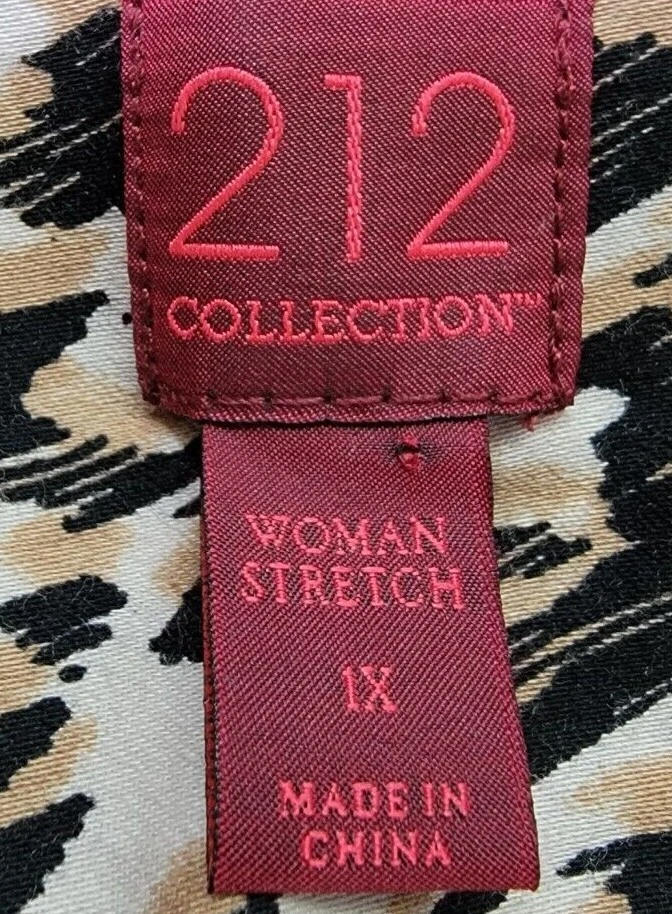 212
COLLECTION™
WOMAN
STRETCH
1X
MADE IN
CHINA